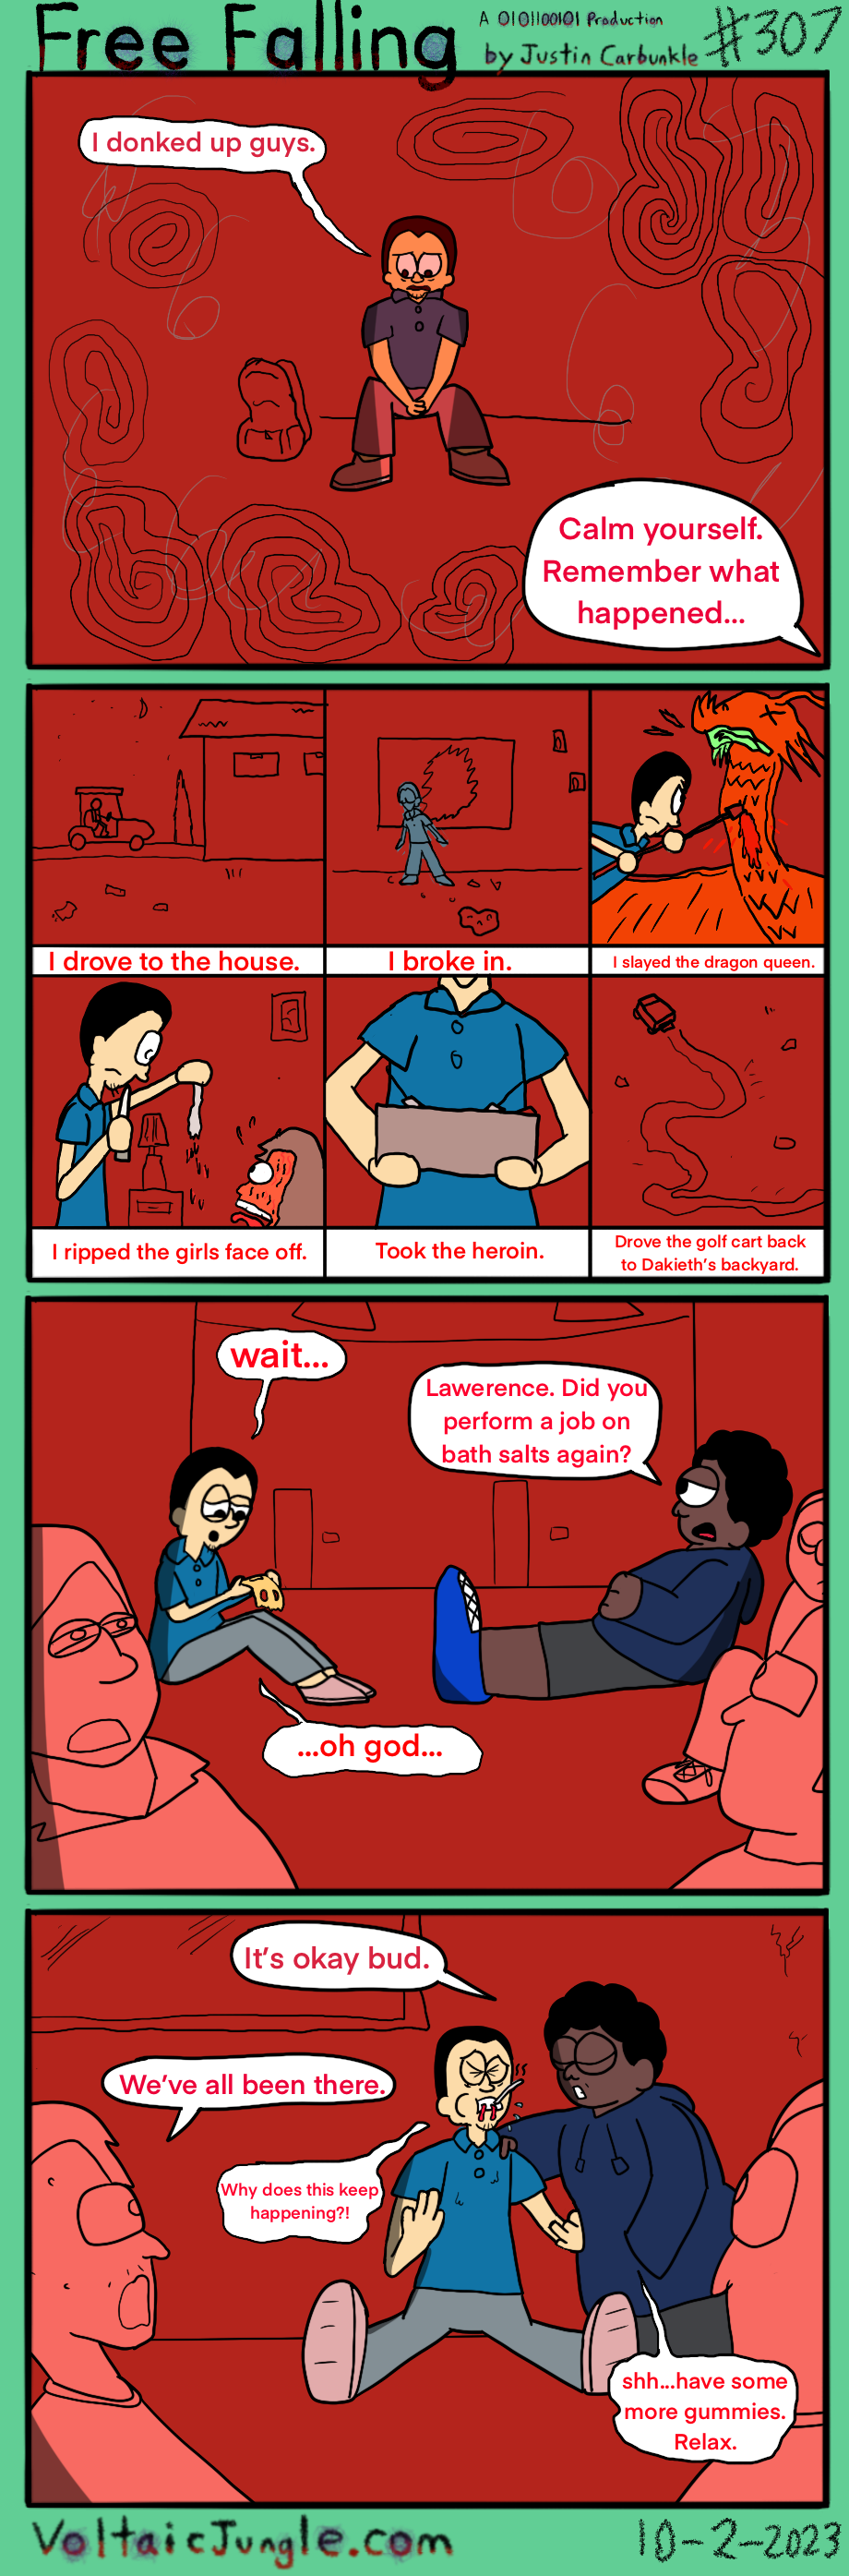 Free Falling
A 0101100101 Production
by Justin Carbunkle
#307
I donked up guys.
Calm yourself.
Remember what
happened...
I drove to the house.
I broke in.
I slayed the dragon queen.
I ripped the girls face off.
Took the heroin.
Drove the golf cart back
to Dakieth's backyard.
wait...
Lawerence. Did you
perform a job on
bath salts again?
...oh god...
It's okay bud.
We've all been there.
Why does this keep
happening?!
shh...have some
more gummies.
Relax.
VoltaicJungle.com
10-2-2023